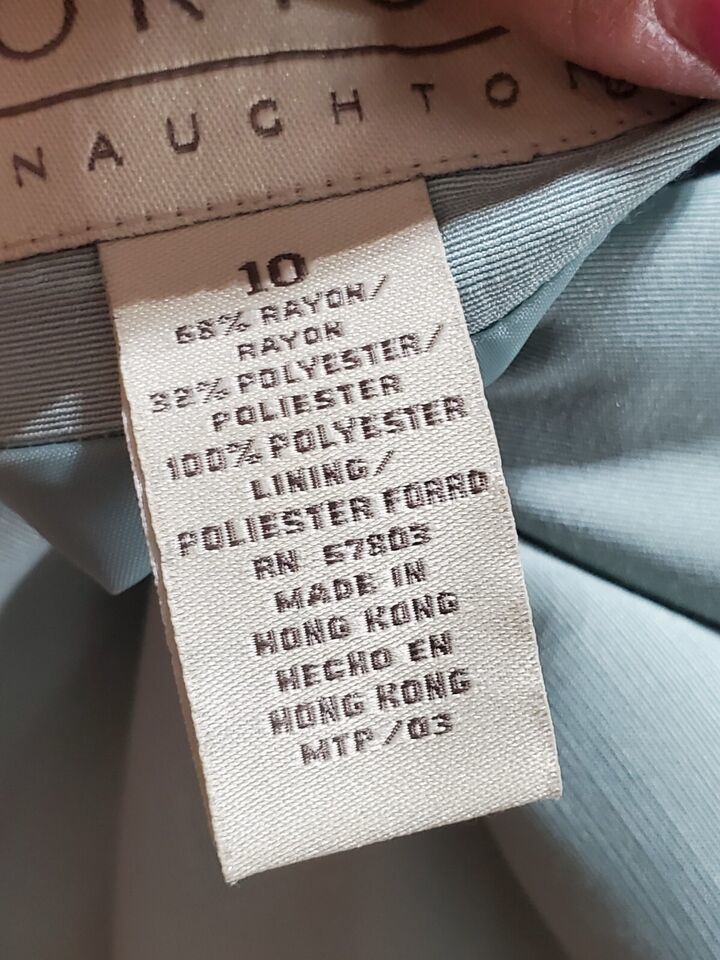 NAUGHTON
10
68% RAYON/
RAYON
32% POLYESTER/
POLIESTER
100% POLYESTER
LINING/
POLIESTER FORRO
RN 57803
MADE IN
HONG KONG
HECHO EN
HONG KONG
MTP/03